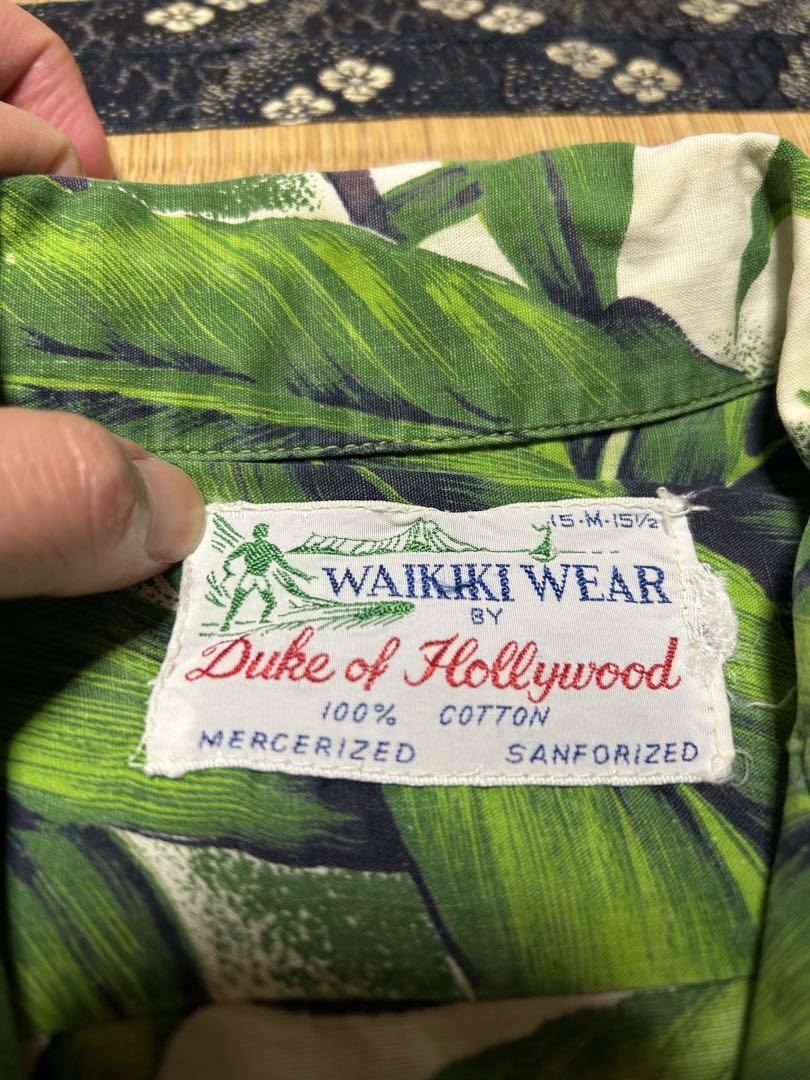 15-M-15½
WAIKIKI WEAR
BY
Duke of Hollywood
100% COTTON
MERCERIZED SANFORIZED